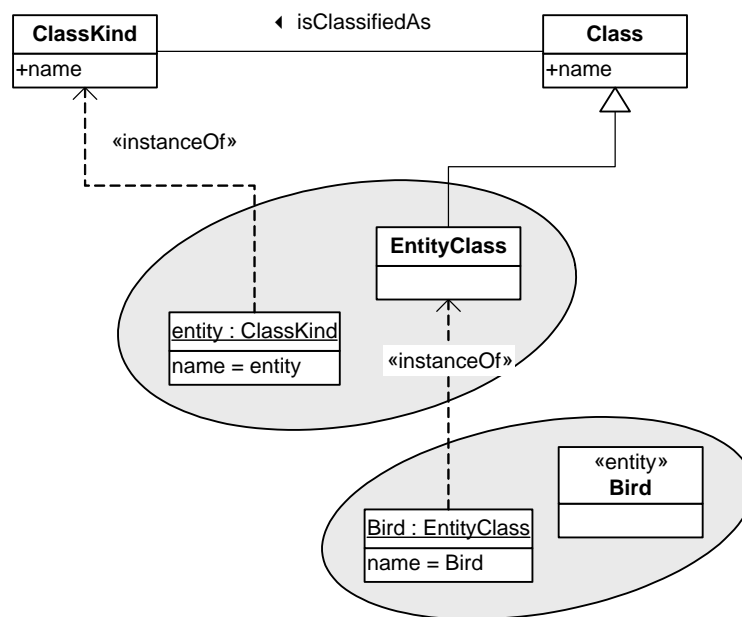 ClassKind
+name
◄ isClassifiedAs
Class
+name
«instanceOf»
EntityClass
entity : ClassKind
name = entity
«instanceOf»
«entity»
Bird
Bird : EntityClass
name = Bird